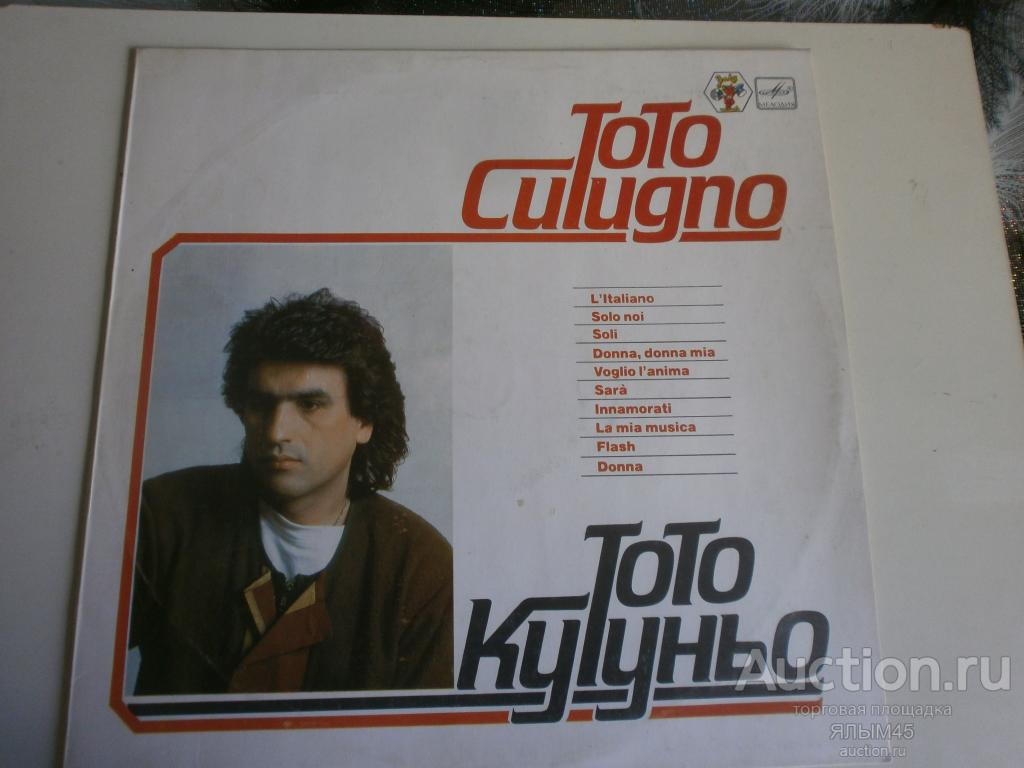 МЕЛОДИЯ
ToTo
Cutugno
L'Italiano
Solo noi
Soli
Donna, donna mia
Voglio l'anima
Sarà
Innamorati
La mia musica
Flash
Donna
ТоТо
Кутуньо
Auction.ru
торговая площадка
ЯЛЫМ45
auction.ru